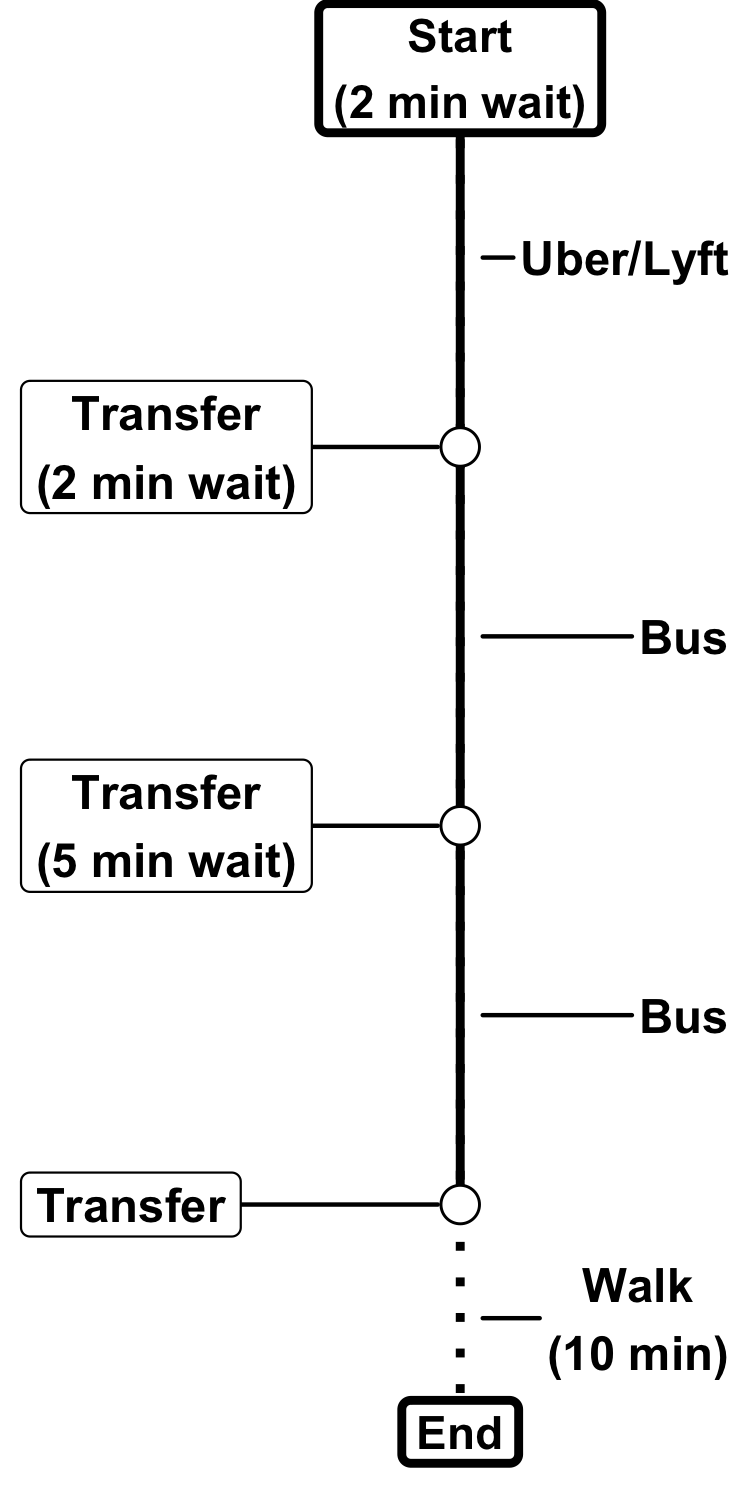 Start
(2 min wait)
Uber/Lyft
Transfer
(2 min wait)
Bus
Transfer
(5 min wait)
Bus
Transfer
Walk
(10 min)
End